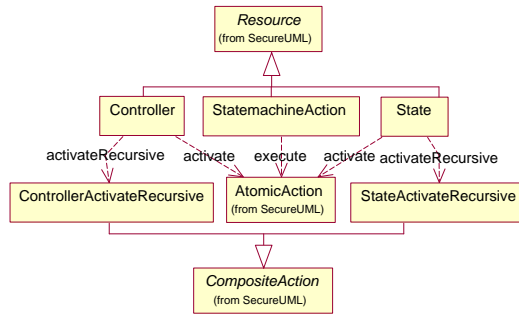 Resource
(from SecureUML)
Controller
StatemachineAction
State
activateRecursive
activate
execute
activate
activateRecursive
ControllerActivateRecursive
AtomicAction
(from SecureUML)
StateActivateRecursive
CompositeAction
(from SecureUML)